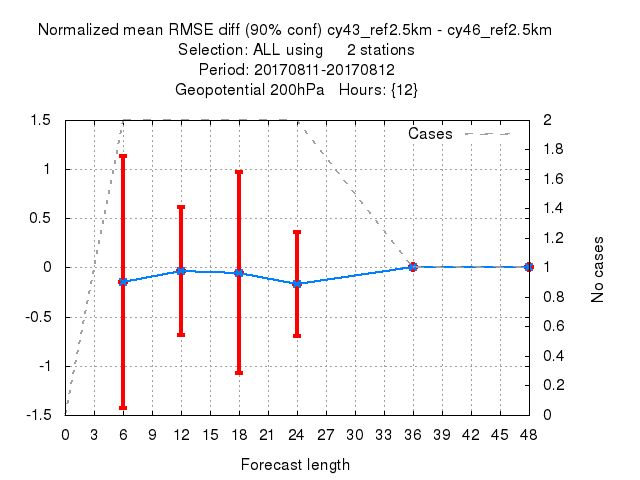 Normalized mean RMSE diff (90% conf) cy43_ref2.5km - cy46_ref2.5km
Selection: ALL using 2 stations
Period: 20170811-20170812
Geopotential 200hPa Hours: {12}
Cases
1.5
1
0.5
0
-0.5
-1
-1.5
2
1.8
1.6
1.4
1.2
1
0.8
0.6
0.4
0.2
0
No cases
0 3 6 9 12 15 18 21 24 27 30 33 36 39 42 45 48
Forecast length